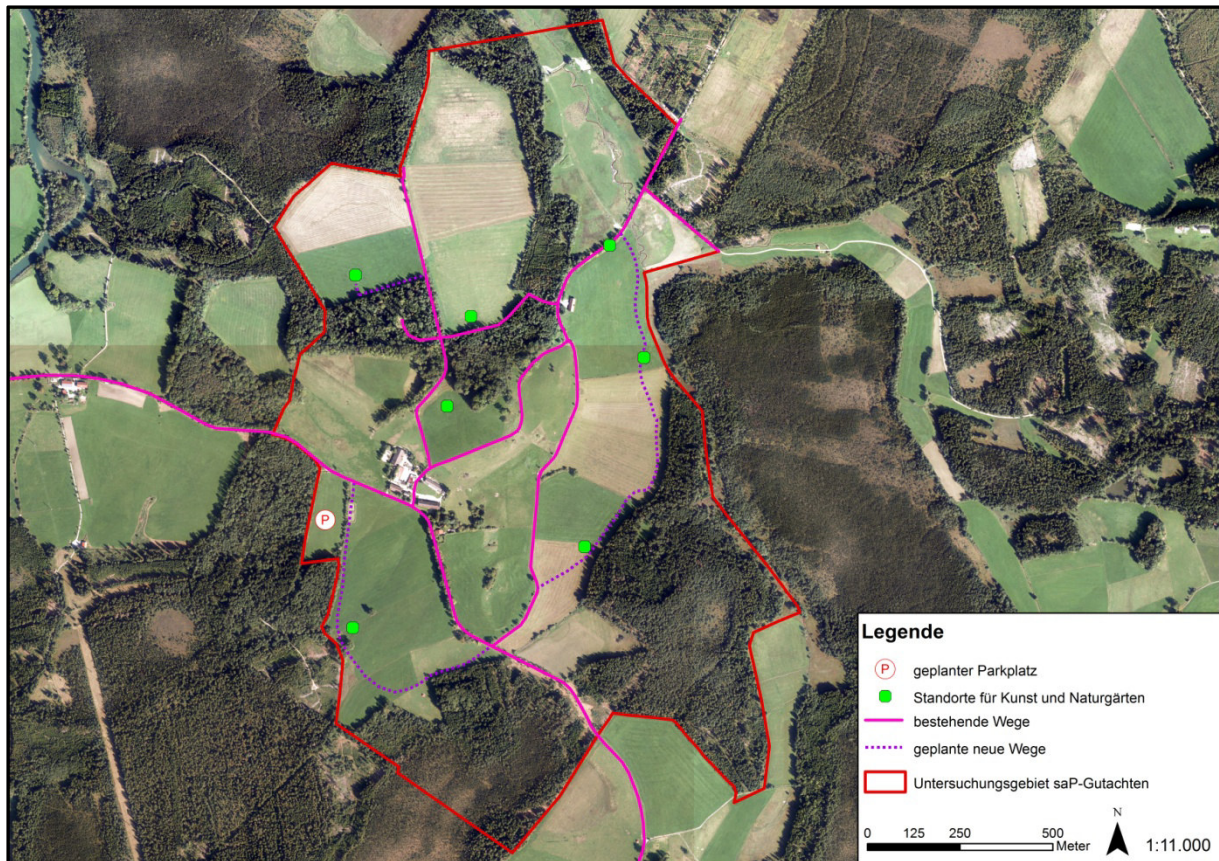 P
Legende
P geplanter Parkplatz
Standorte für Kunst und Naturgärten
bestehende Wege
geplante neue Wege
Untersuchungsgebiet saP-Gutachten
N
0 125 250 500
Meter
1:11.000